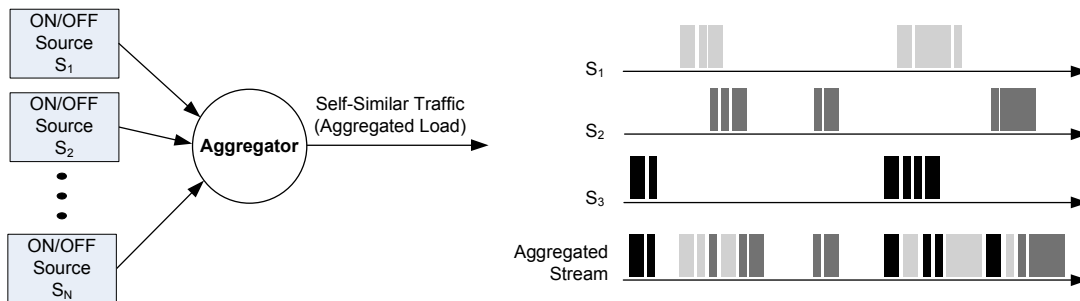 ON/OFF
Source
S₁
ON/OFF
Source
S₂
ON/OFF
Source
S_N
Aggregator
Self-Similar Traffic
(Aggregated Load)
S₁
S₂
S₃
Aggregated
Stream